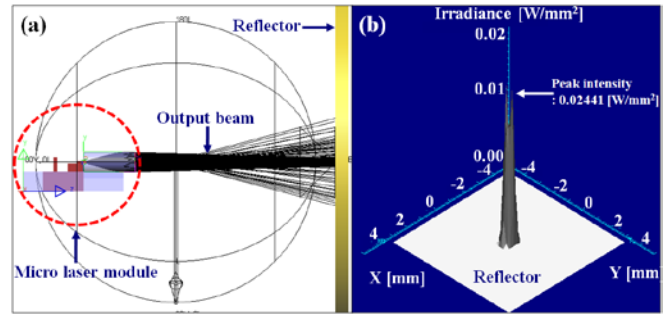 (a)
Reflector
180L
Output beam
Micro laser module
(b)
Irradiance [W/mm²]
0.02
0.01
0.00
Peak intensity
: 0.02441 [W/mm²]
-4
-2
0
2
4
-4
-2
0
2
4
X [mm]
Reflector
Y [mm]